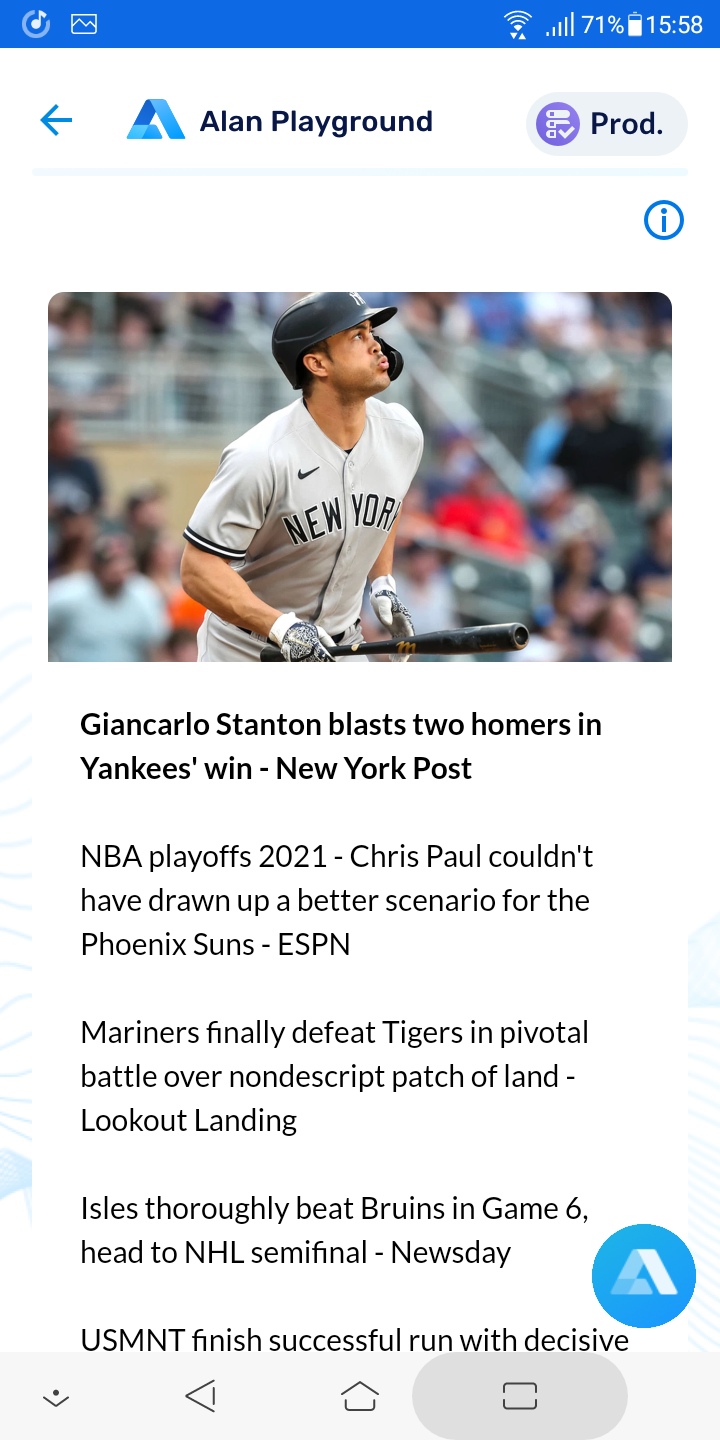 71% 15:58
Alan Playground
Prod.
NEW YORK
Giancarlo Stanton blasts two homers in
Yankees' win - New York Post
NBA playoffs 2021 - Chris Paul couldn't
have drawn up a better scenario for the
Phoenix Suns - ESPN
Mariners finally defeat Tigers in pivotal
battle over nondescript patch of land -
Lookout Landing
Isles thoroughly beat Bruins in Game 6,
head to NHL semifinal - Newsday
USMNT finish successful run with decisive